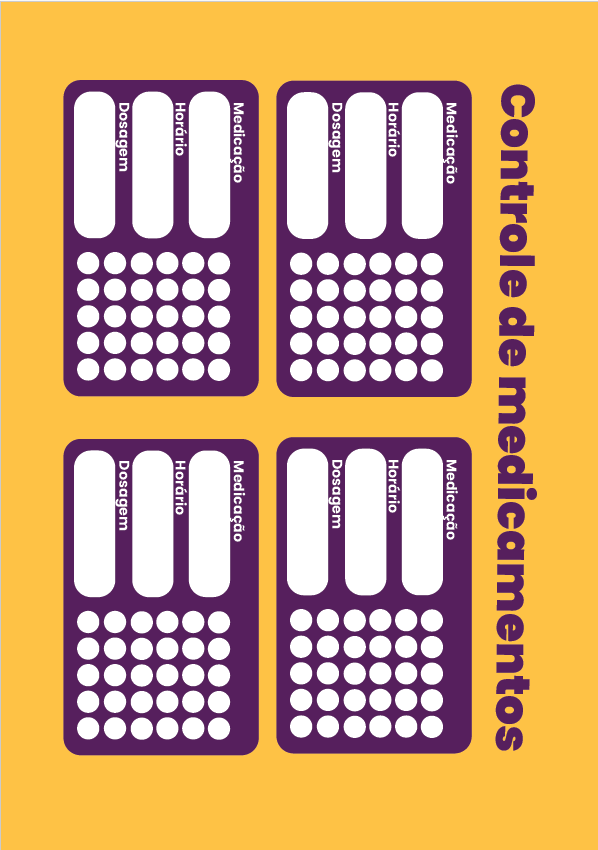 Controle de medicamentos
Medicação
Horário
Dosagem
Medicação
Horário
Dosagem
Medicação
Horário
Dosagem
Medicação
Horário
Dosagem